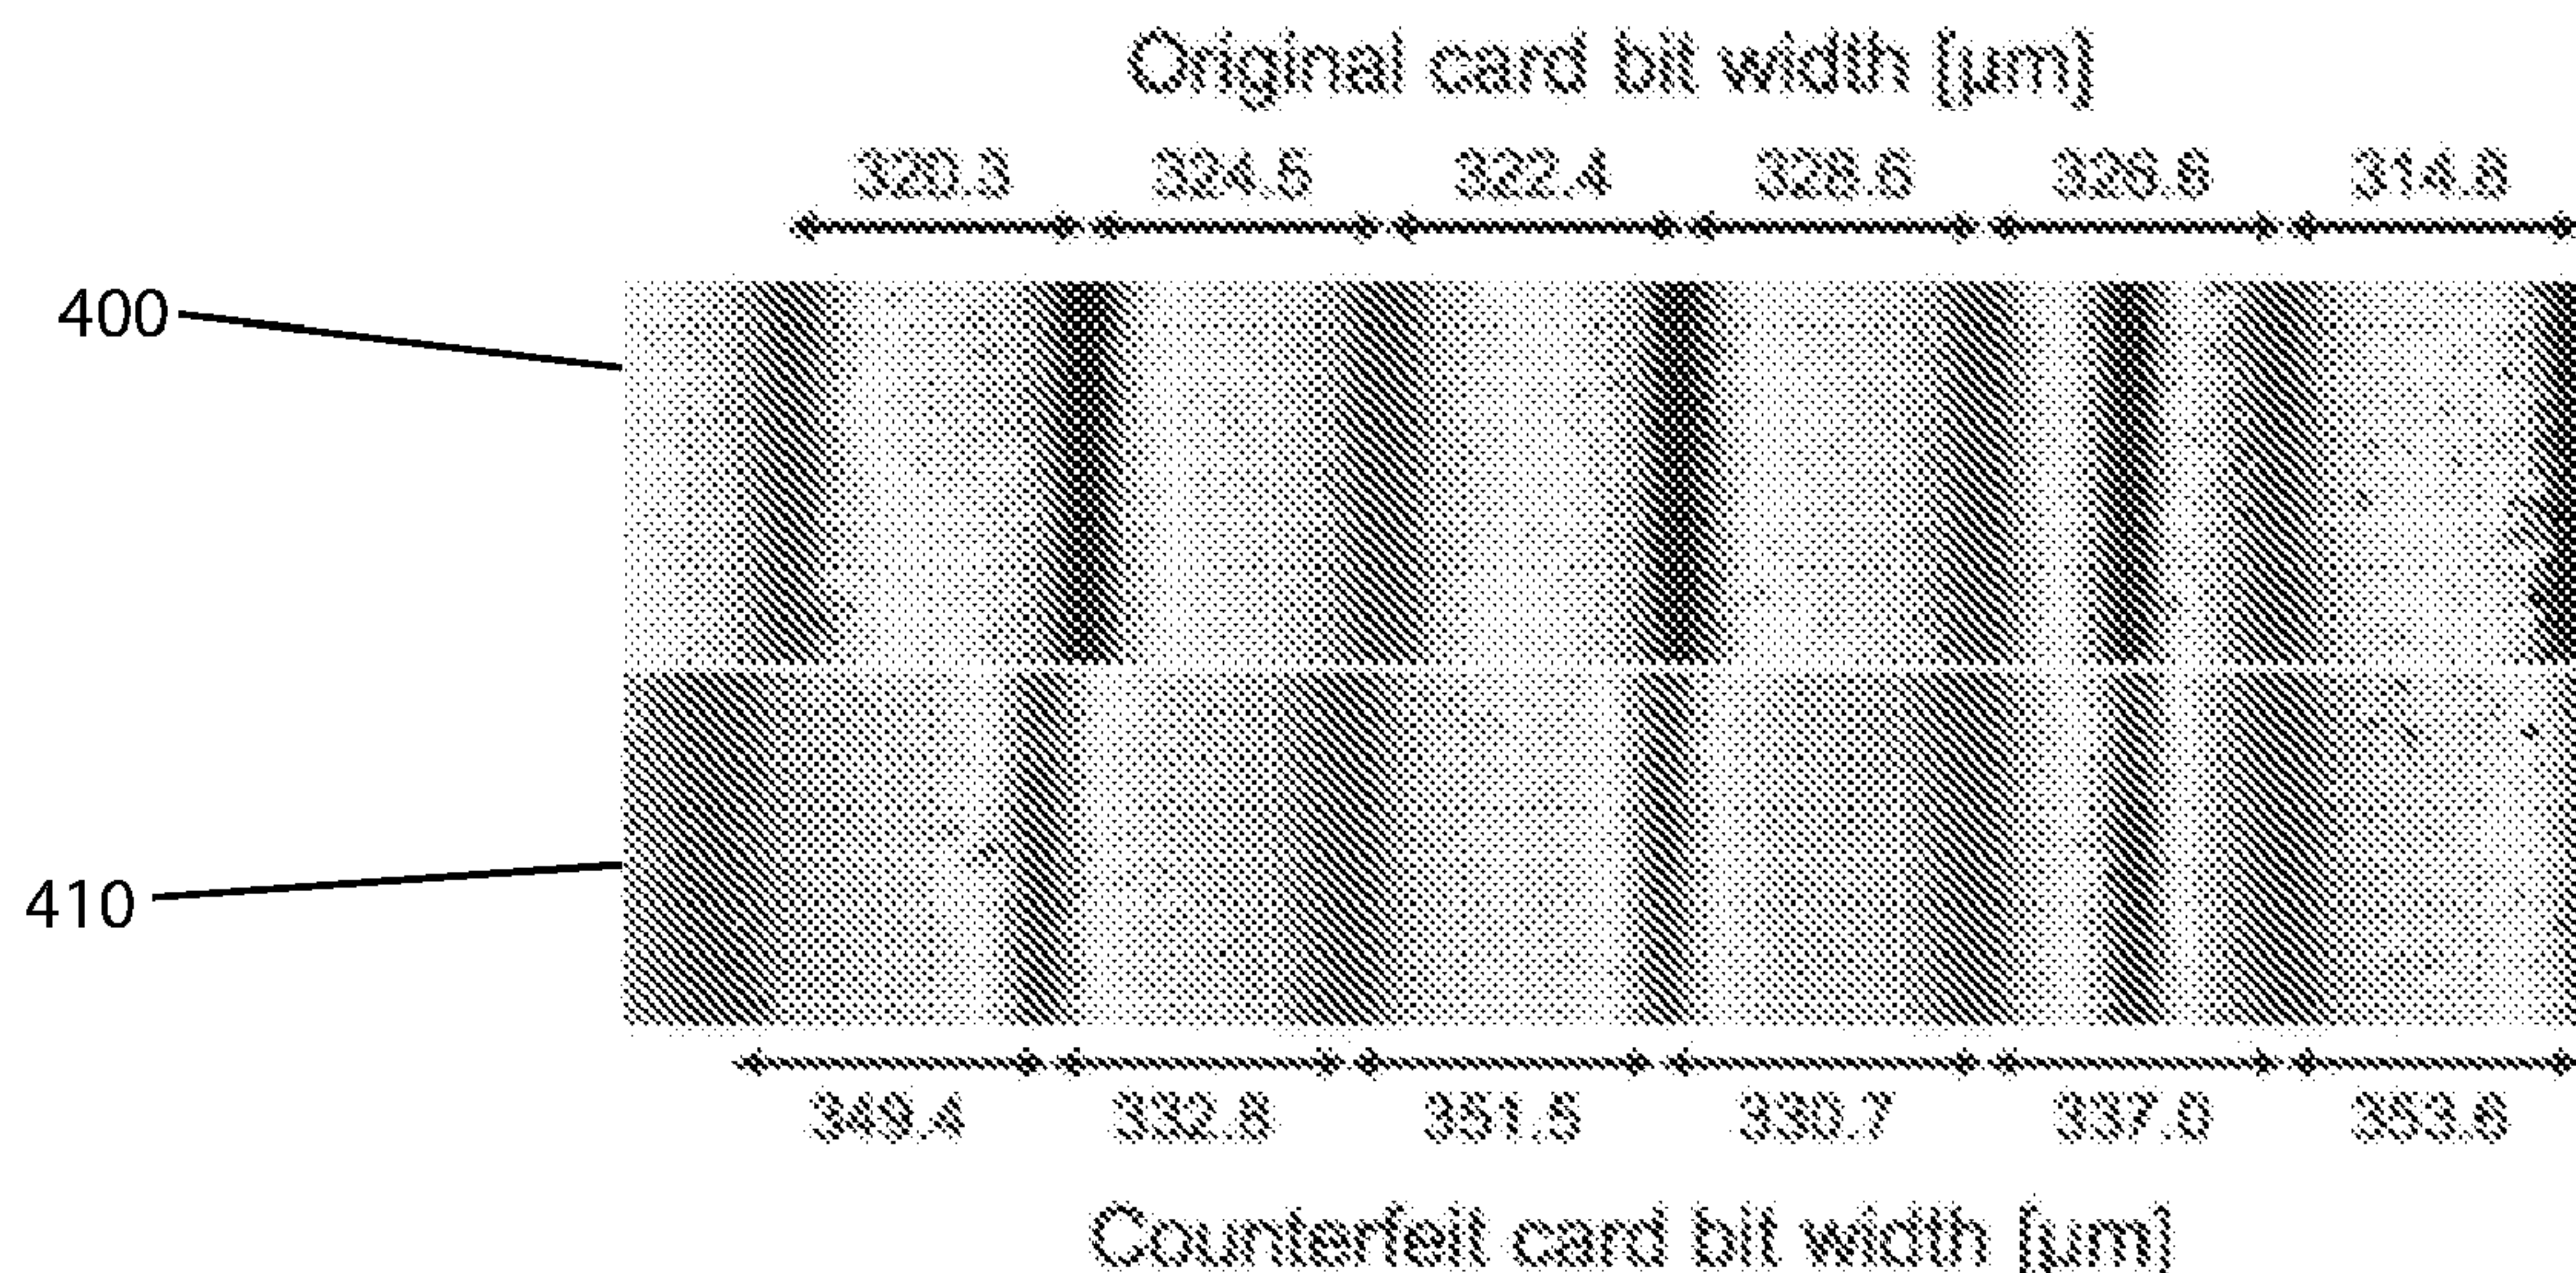 Original card bit width [µm]
320.3 324.5 322.4 328.6 326.6 314.8
400
410
349.4 332.8 351.5 330.7 337.0 353.6
Counterfeit card bit width [µm]